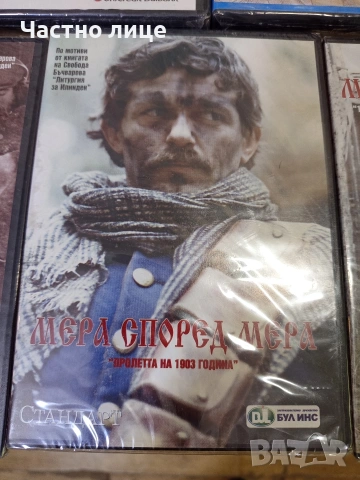 Частно лице
По мотиви
от книгата
на Свобода
Бъчварова
"Литургия
за Илинден"
МЕРА СПОРЕД МЕРА
"ПРОЛЕТТА НА 1903 ГОДИНА"
СТАНДАРТ
БУЛ ИНС
BAZAR